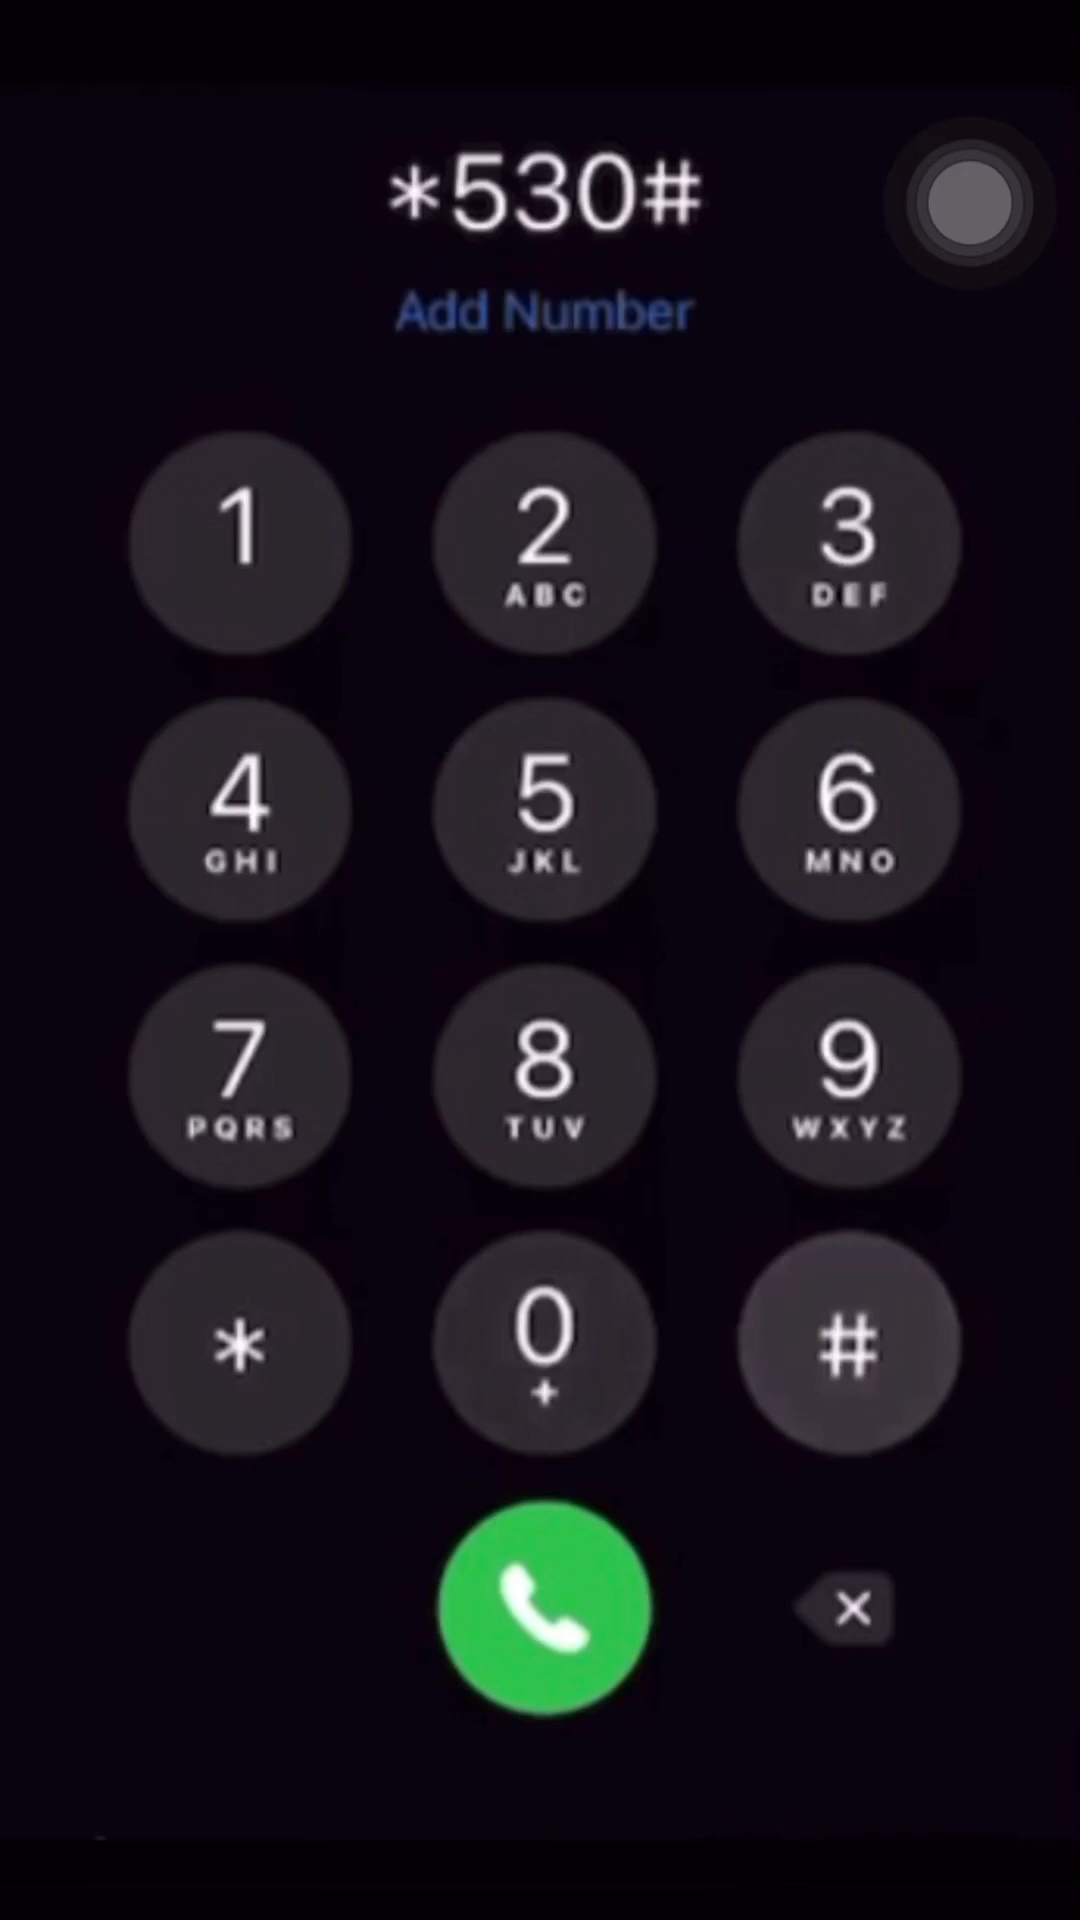 *530#
Add Number
1 2 3
ABC DEF
4 5 6
GHI JKL MNO
7 8 9
PQRS TUV WXYZ
* 0 #
+